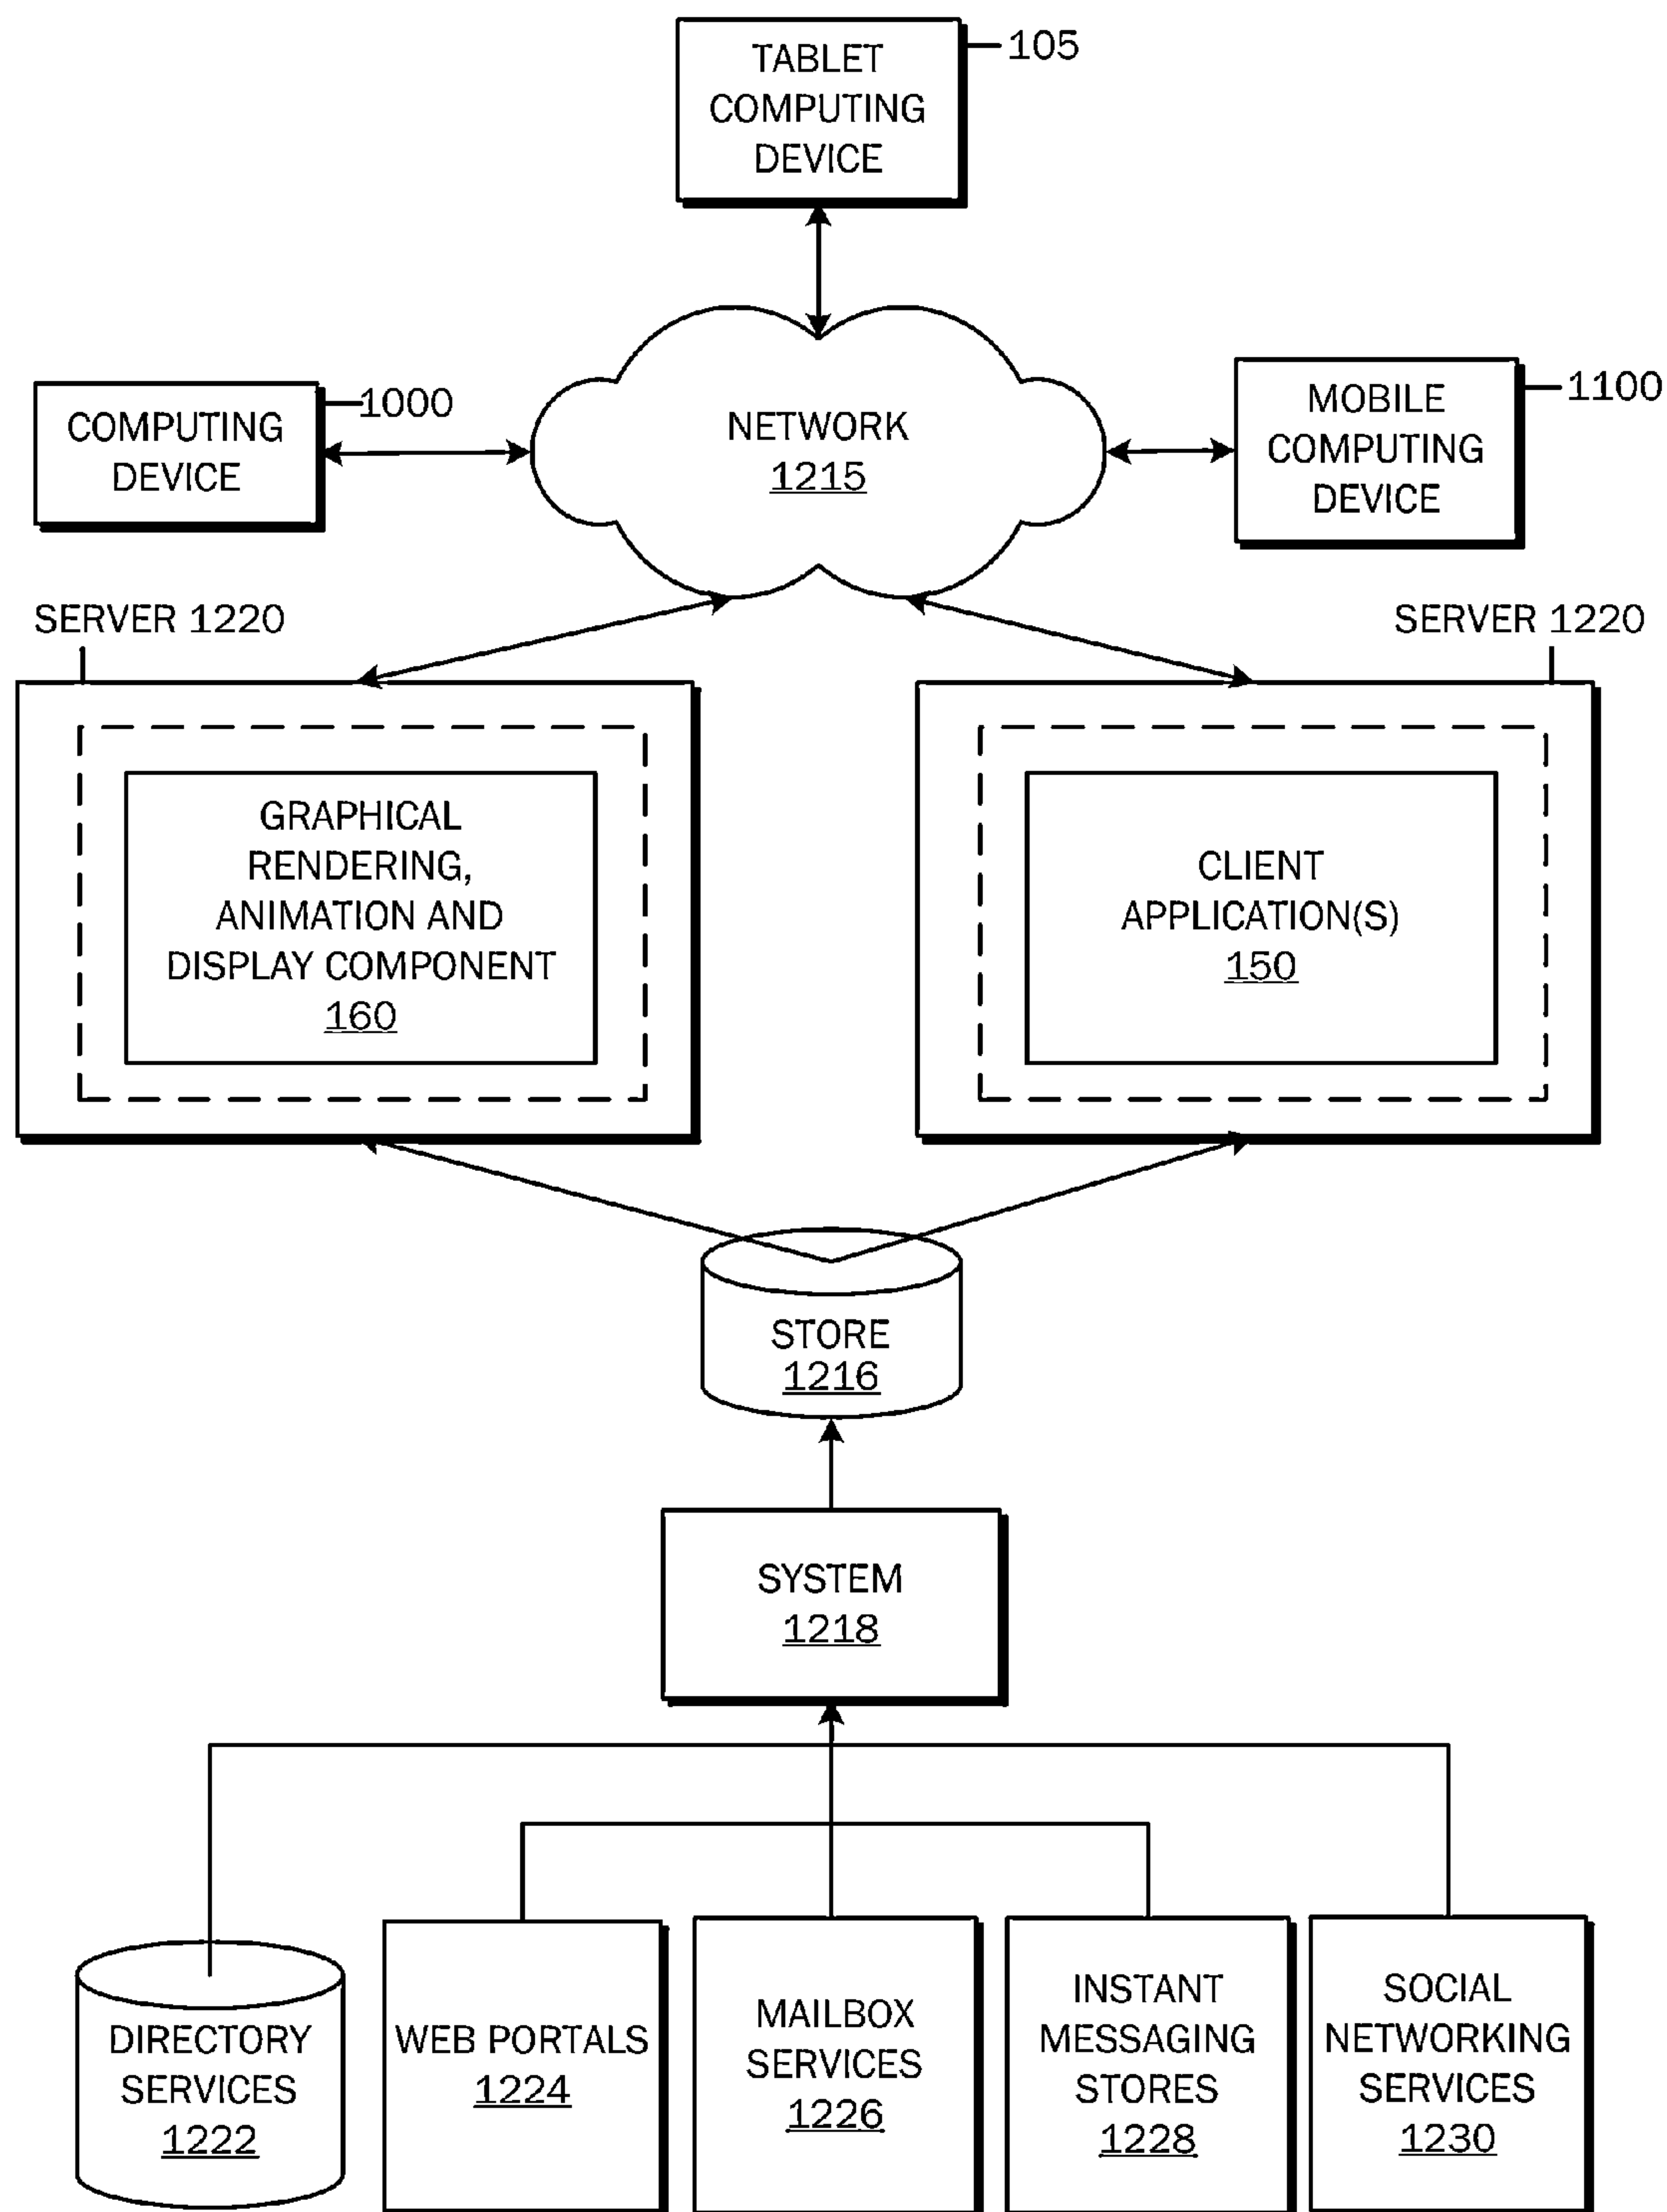 TABLET
COMPUTING
DEVICE
105
COMPUTING
DEVICE
1000
NETWORK
1215
MOBILE
COMPUTING
DEVICE
1100
SERVER 1220
SERVER 1220
GRAPHICAL
RENDERING,
ANIMATION AND
DISPLAY COMPONENT
160
CLIENT
APPLICATION(S)
150
STORE
1216
SYSTEM
1218
DIRECTORY
SERVICES
1222
WEB PORTALS
1224
MAILBOX
SERVICES
1226
INSTANT
MESSAGING
STORES
1228
SOCIAL
NETWORKING
SERVICES
1230